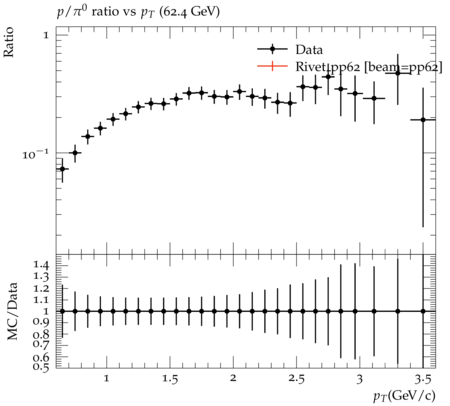 p/π⁰ ratio vs p_T (62.4 GeV)
Ratio
1
Data
Rivet pp62 [beam=pp62]
10⁻¹
MC/Data
1.4
1.3
1.2
1.1
1
0.9
0.8
0.7
0.6
0.5
1 1.5 2 2.5 3 3.5
p_T(GeV/c)